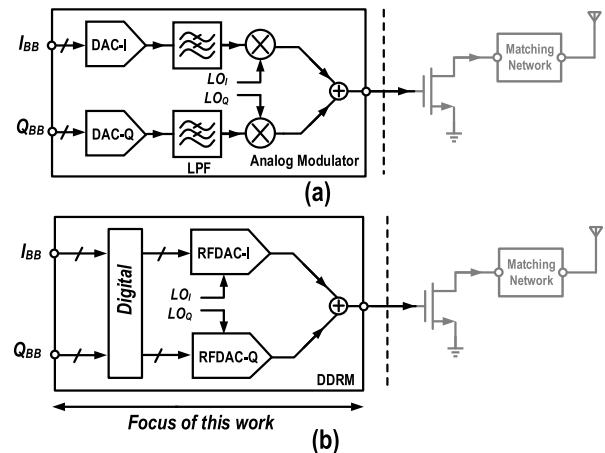 I_BB
DAC-I
LO_I
LO_Q
Q_BB
DAC-Q
LPF
Analog Modulator
Matching
Network
(a)
I_BB
Digital
RFDAC-I
LO_I
LO_Q
Q_BB
RFDAC-Q
DDRM
Matching
Network
Focus of this work
(b)